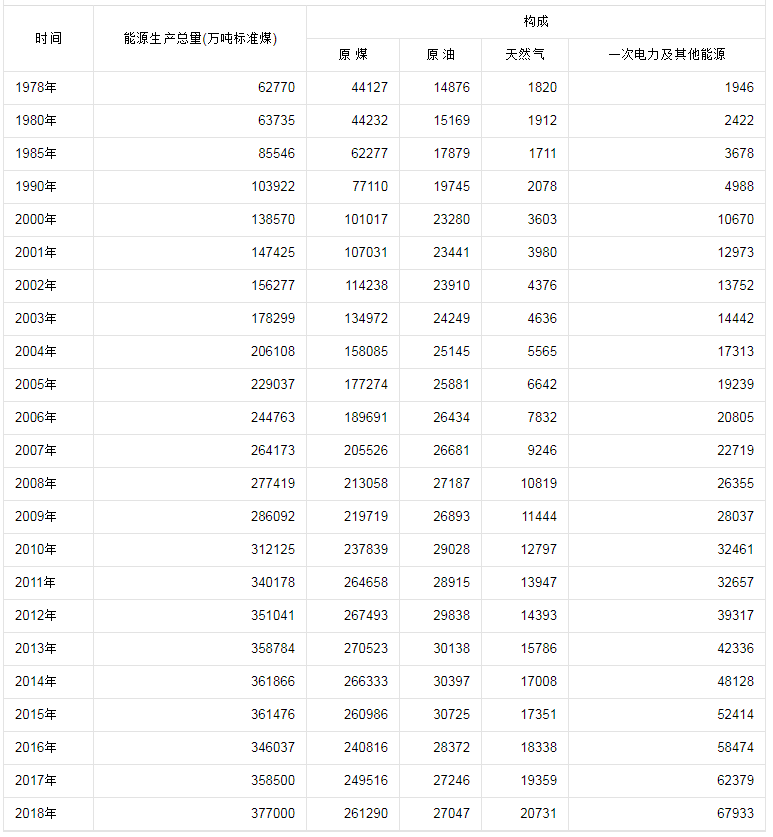 时间 能源生产总量(万吨标准煤) 构成
原 煤 原 油 天然气 一次电力及其他能源
1978年 62770 44127 14876 1820 1946
1980年 63735 44232 15169 1912 2422
1985年 85546 62277 17879 1711 3678
1990年 103922 77110 19745 2078 4988
2000年 138570 101017 23280 3603 10670
2001年 147425 107031 23441 3980 12973
2002年 156277 114238 23910 4376 13752
2003年 178299 134972 24249 4636 14442
2004年 206108 158085 25145 5565 17313
2005年 229037 177274 25881 6642 19239
2006年 244763 189691 26434 7832 20805
2007年 264173 205526 26681 9246 22719
2008年 277419 213058 27187 10819 26355
2009年 286092 219719 26893 11444 28037
2010年 312125 237839 29028 12797 32461
2011年 340178 264658 28915 13947 32657
2012年 351041 267493 29838 14393 39317
2013年 358784 270523 30138 15786 42336
2014年 361866 266333 30397 17008 48128
2015年 361476 260986 30725 17351 52414
2016年 346037 240816 28372 18338 58474
2017年 358500 249516 27246 19359 62379
2018年 377000 261290 27047 20731 67933